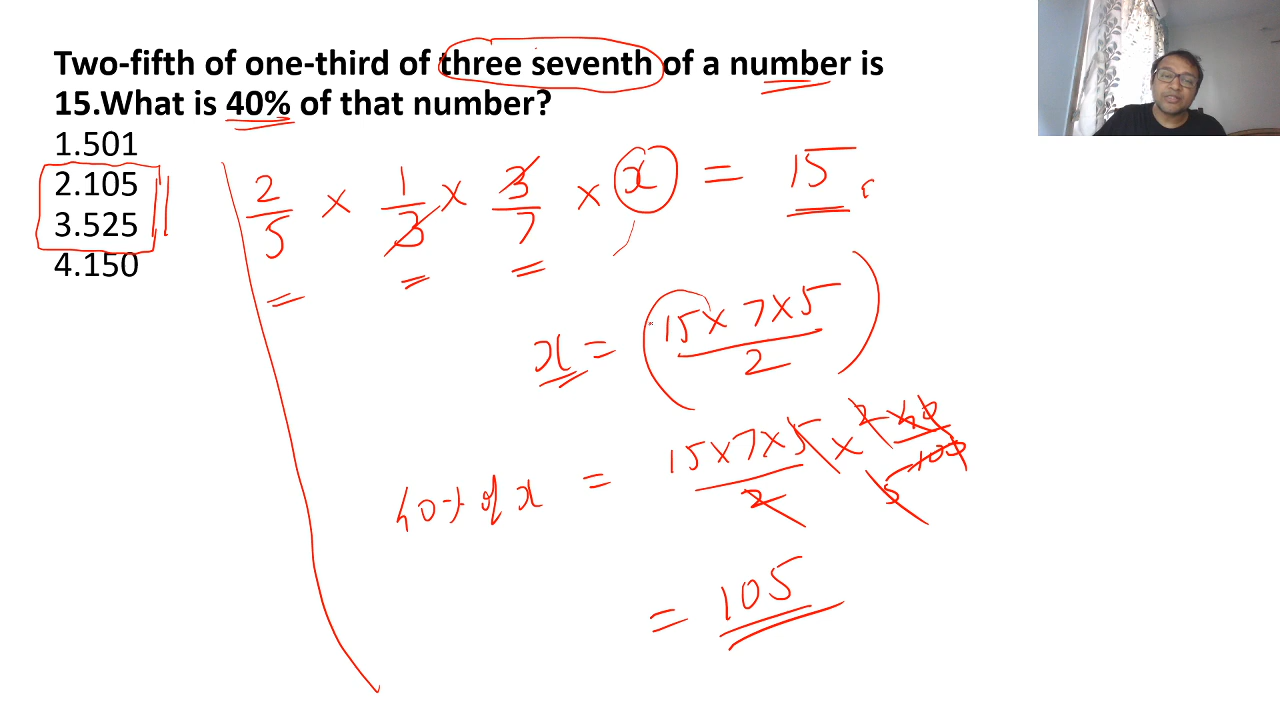 Two-fifth of one-third of three seventh of a number is
15.What is 40% of that number?
1.501
2.105
3.525
4.150
2/5 × 1/3 × 3/7 × x = 15
x = (15×7×5/2)
40% of x = 15×7×5/2 × 2 40/5 100
= 105